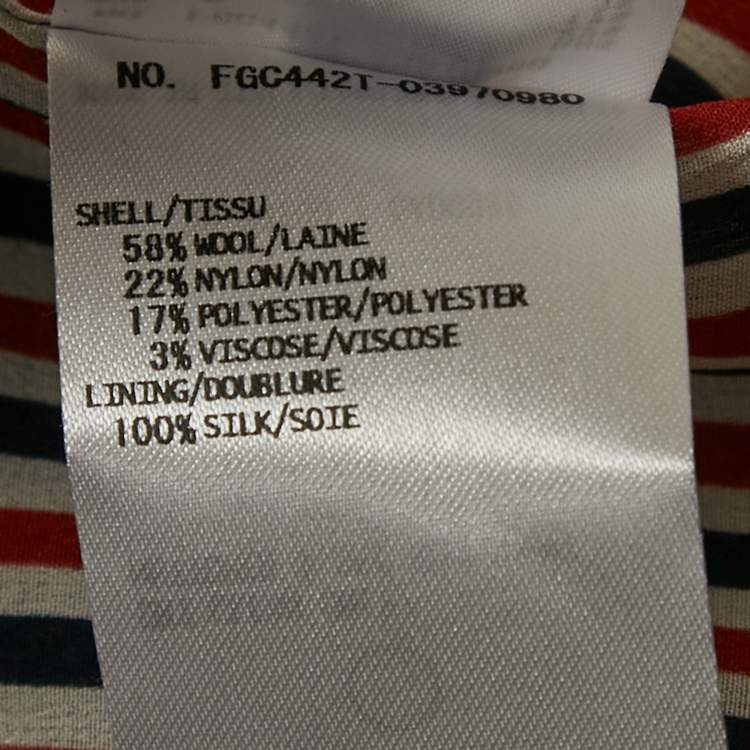 NO. FGC442T-03970980
SHELL/TISSU
58% WOOL/LAINE
22% NYLON/NYLON
17% POLYESTER/POLYESTER
3% VISCOSE/VISCOSE
LINING/DOUBLURE
100% SILK/SOIE